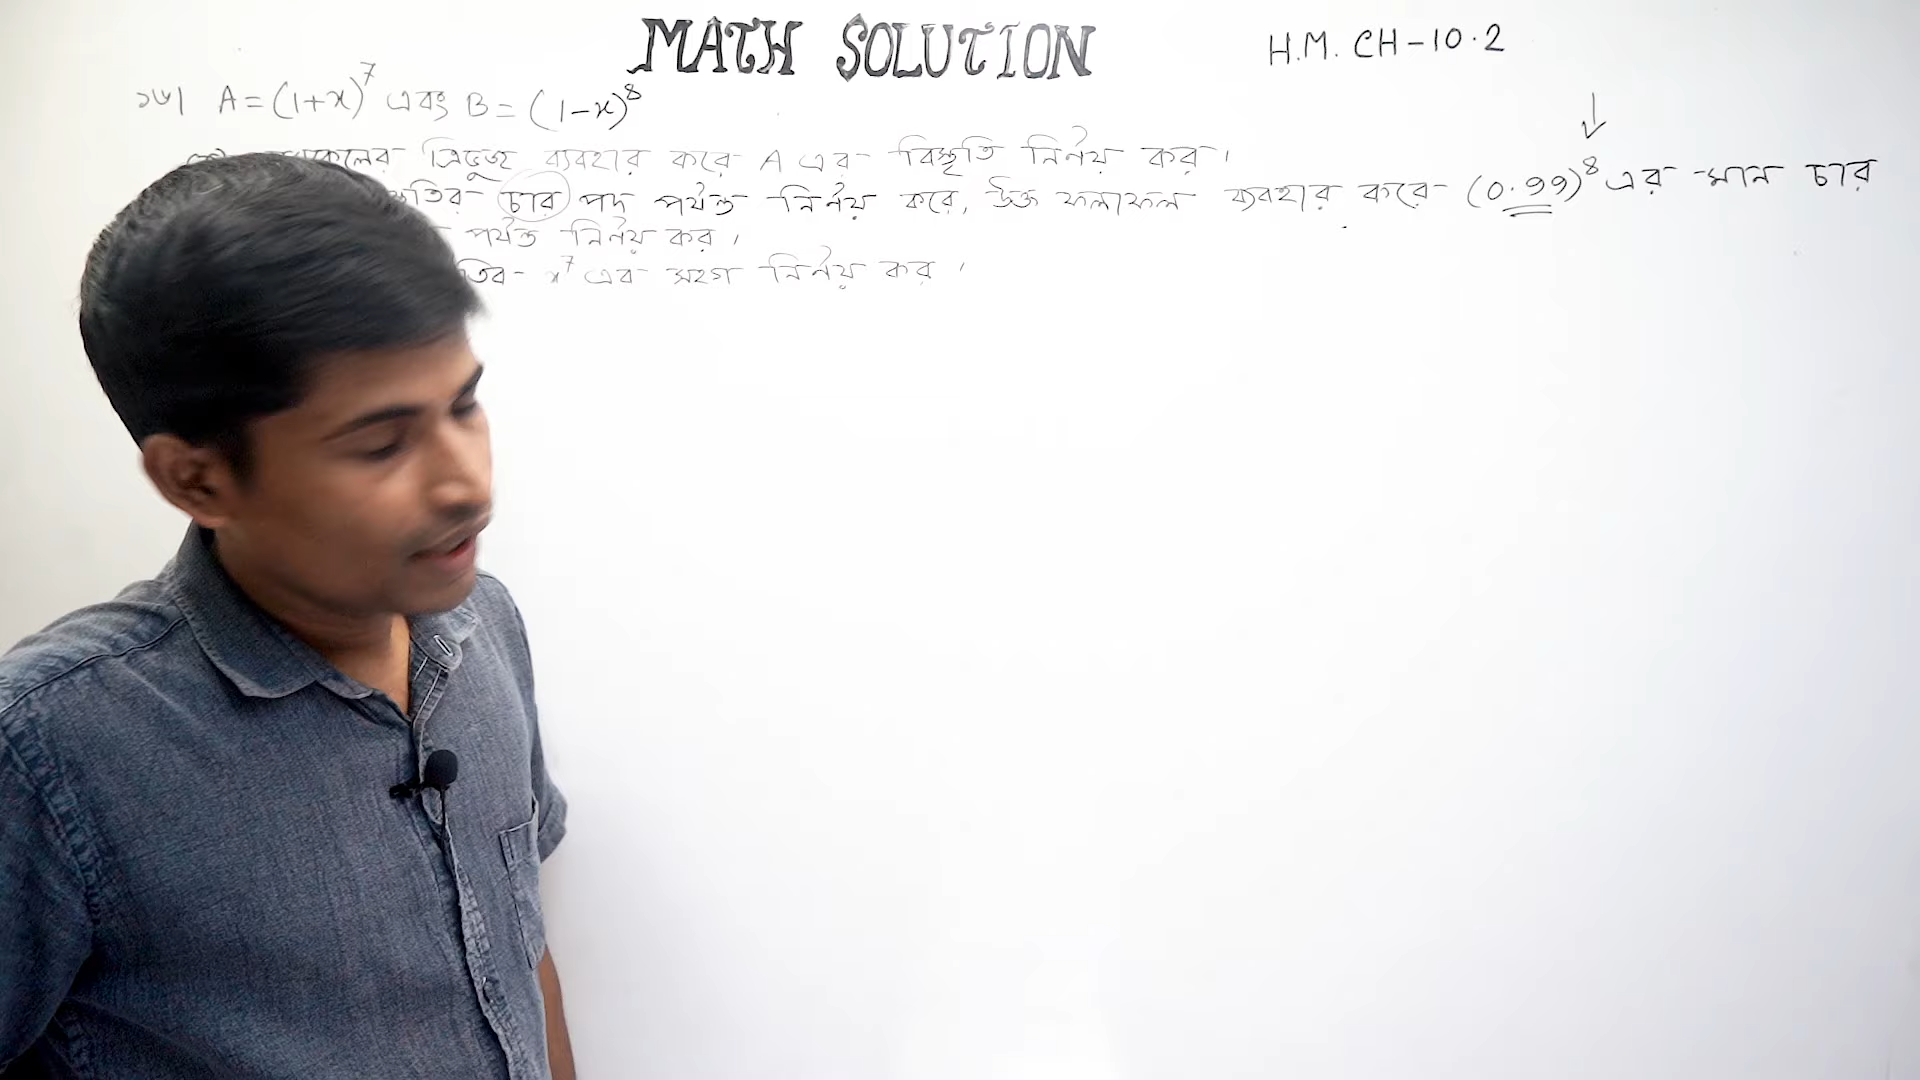 MATH SOLUTION
H.M. CH-10.2
১৬। A = (1+x)^7 এবং B = (1-x)^8
প্যাসকেলের ত্রিভুজ ব্যবহার করে A এর বিস্তৃতি নির্ণয় কর।
চার পদ পর্যন্ত নির্ণয় করে, উক্ত ফলাফল ব্যবহার করে (0.99)^8 এর মান চার
পর্যন্ত নির্ণয় কর।
x^7 এর সহগ নির্ণয় কর।